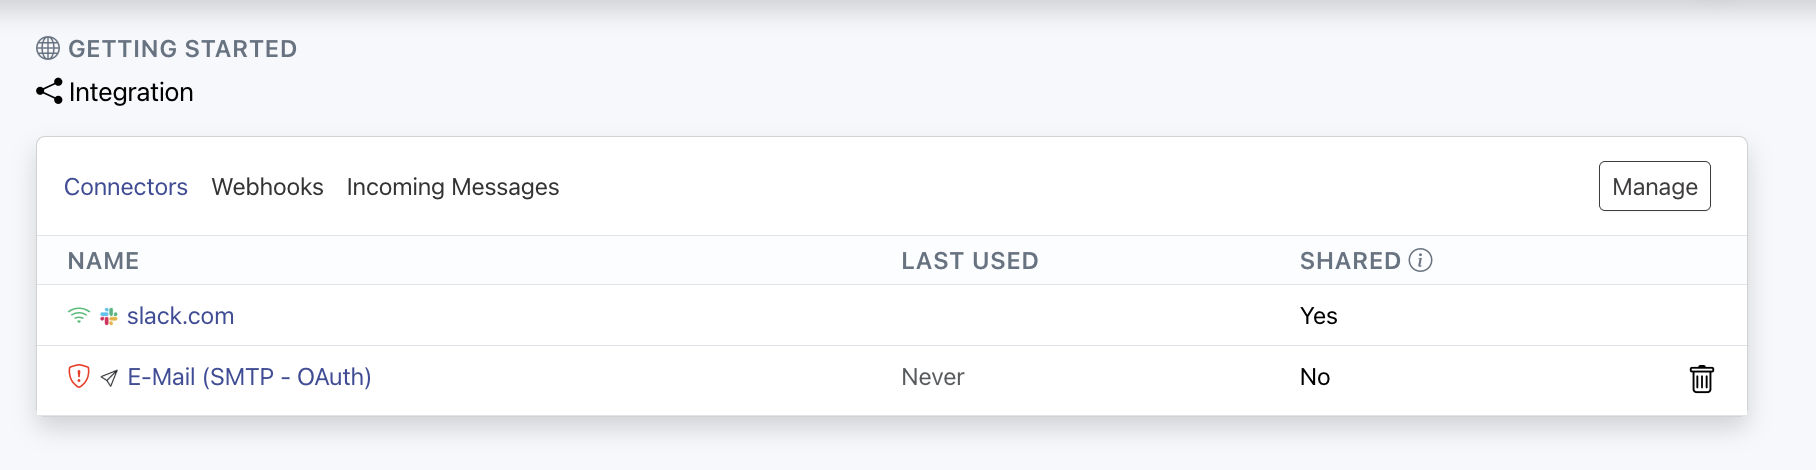 GETTING STARTED
Integration
Connectors Webhooks Incoming Messages Manage
NAME LAST USED SHARED
slack.com Yes
E-Mail (SMTP - OAuth) Never No